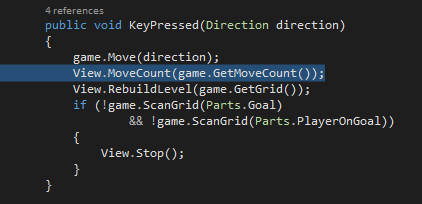 4 references
public void KeyPressed(Direction direction)
{
game.Move(direction);
View.MoveCount(game.GetMoveCount());
View.RebuildLevel(game.GetGrid());
if (!game.ScanGrid(Parts.Goal)
&& !game.ScanGrid(Parts.PlayerOnGoal))
{
View.Stop();
}
}